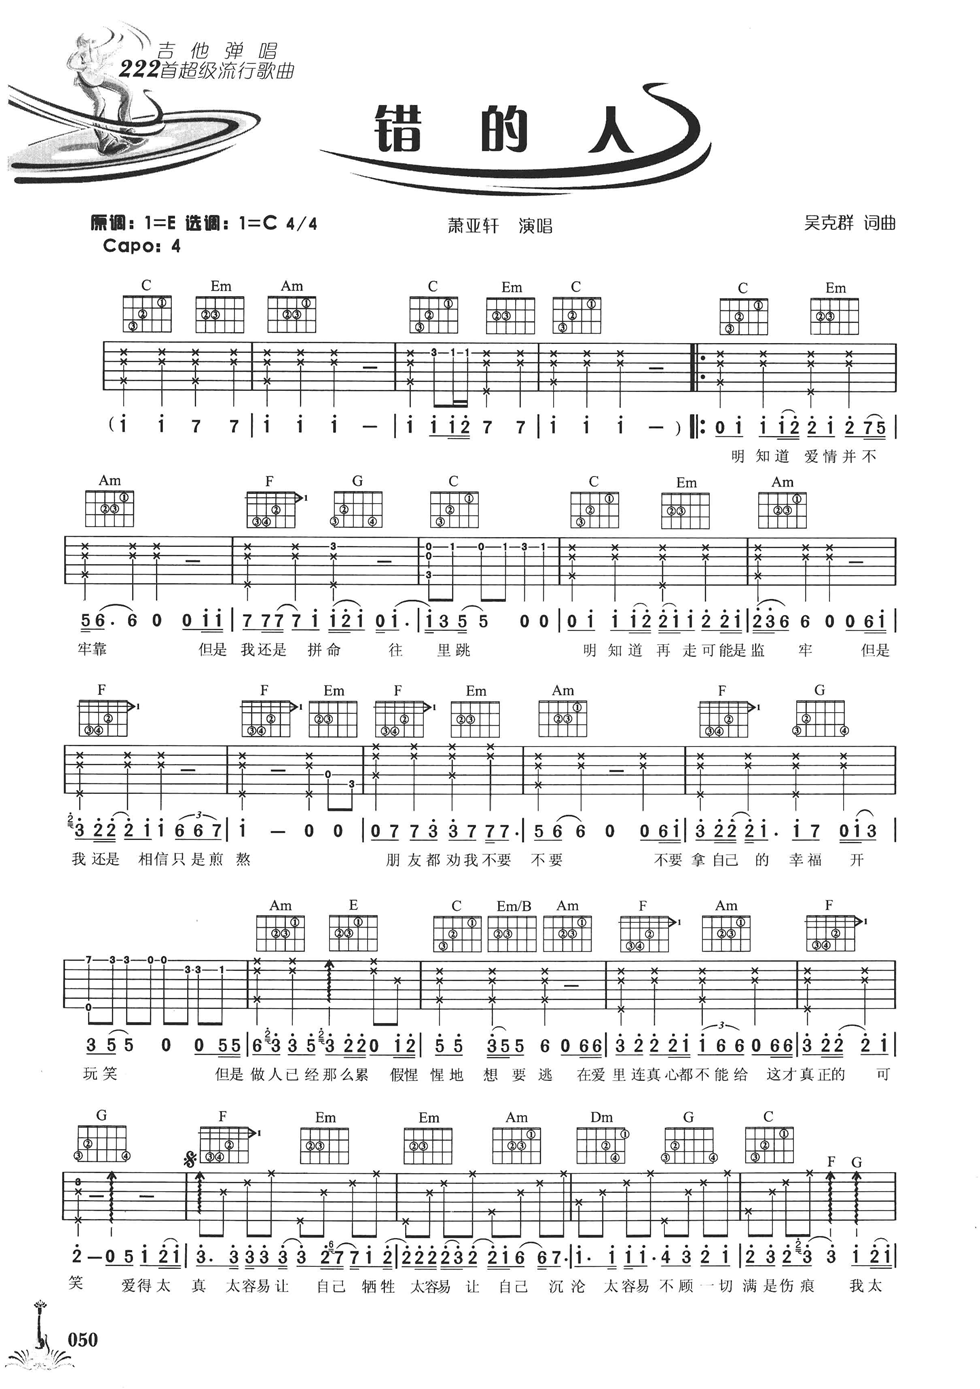 吉他弹唱
222首超级流行歌曲
错的人
原调：1=E 选调：1=C 4/4
Capo：4
萧亚轩 演唱
吴克群 词曲
C Em Am C Em C C Em
明知道 爱情并不
Am F G C C Em Am
牢靠 但是 我还是 拼命 往 里跳 明知道 再 走可能是监 牢 但是
F F Em F Em Am F G
我还是 相信只是煎熬 朋友都劝我不要 不要 不要拿自己 的 幸福 开
Am E C Em/B Am F Am F
玩笑 但是 做人已经那么累 假惺 惺地 想要逃 在爱里连真心都不能给 这才真正的 可
G F Em Em Am Dm G C F G
笑 爱得太 真 太容易让 自己 牺牲 太容易 让 自己 沉沦 太容易 不顾一切 满是伤痕 我太
050